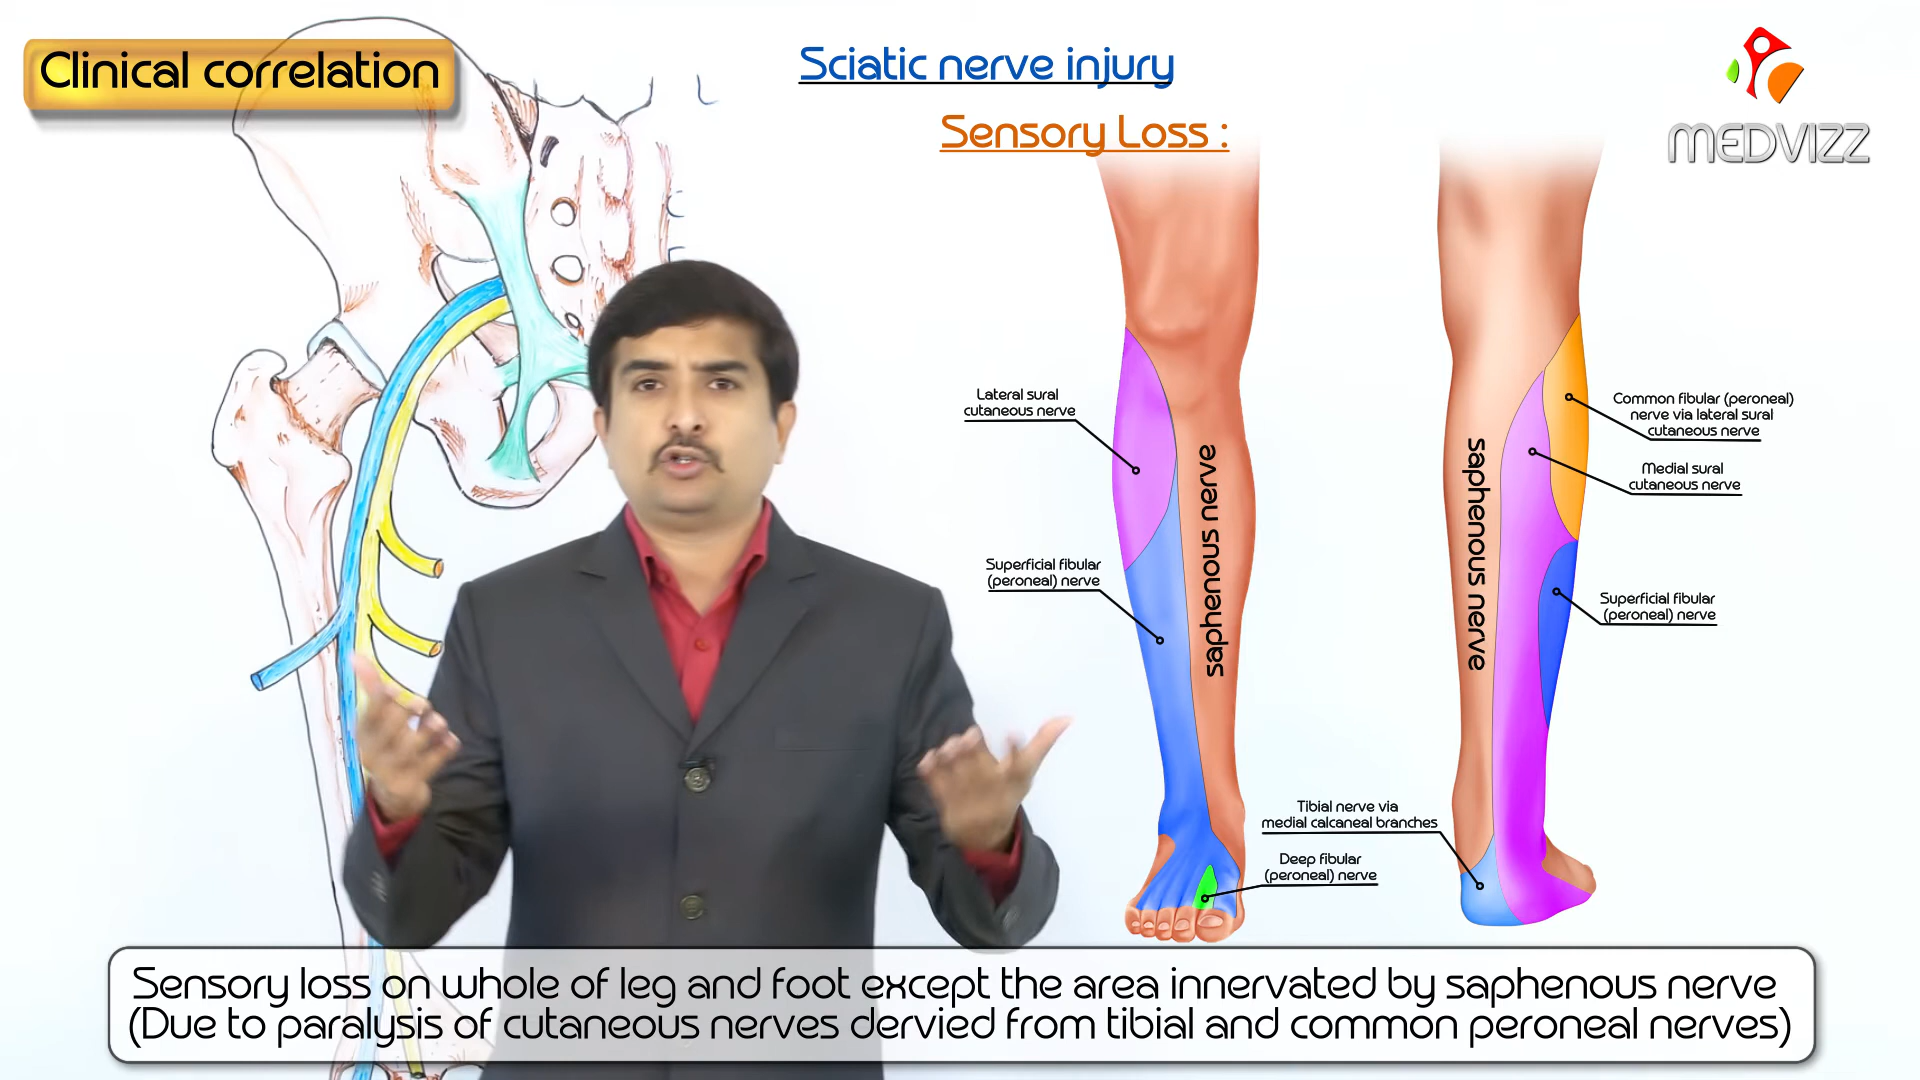 Clinical correlation
Sciatic nerve injury
Sensory Loss :
MEDVIZZ
Lateral sural
cutaneous nerve
Superficial fibular
(peroneal) nerve
saphenous nerve
saphenous nerve
Common fibular (peroneal)
nerve via lateral sural
cutaneous nerve
Medial sural
cutaneous nerve
Superficial fibular
(peroneal) nerve
Tibial nerve via
medial calcaneal branches
Deep fibular
(peroneal) nerve
Sensory loss on whole of leg and foot except the area innervated by saphenous nerve
(Due to paralysis of cutaneous nerves dervied from tibial and common peroneal nerves)